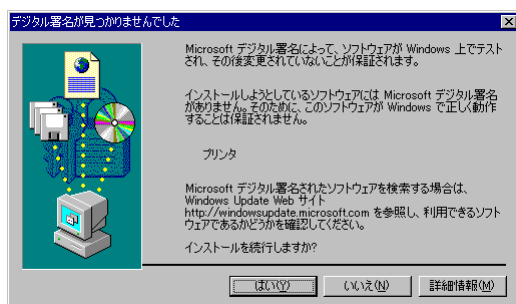 デジタル署名が見つかりませんでした
Microsoft デジタル署名によって、ソフトウェアが Windows 上でテスト
され、その後変更されていないことが保証されます。
インストールしようとしているソフトウェアには Microsoft デジタル署名
がありません。そのために、このソフトウェアが Windows で正しく動作
することは保証されません。
プリンタ
Microsoft デジタル署名されたソフトウェアを検索する場合は、
Windows Update Web サイト
http://windowsupdate.microsoft.com を参照し、利用できるソフト
ウェアであるかどうかを確認してください。
インストールを続行しますか?
はい(Y) いいえ(N) 詳細情報(M)